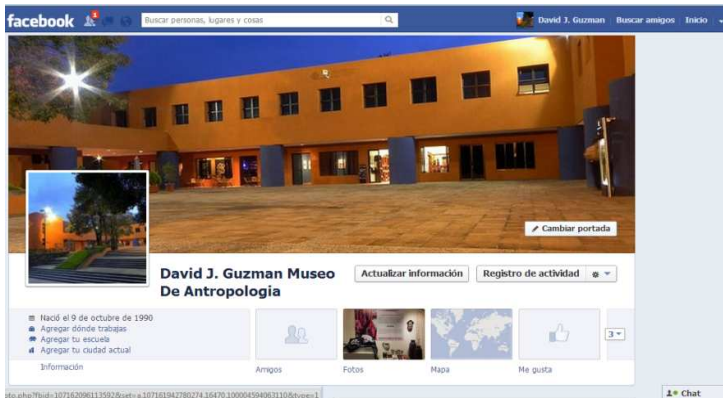 facebook 1 Buscar personas, lugares y cosas David J. Guzman Buscar amigos Inicio
Cambiar portada
David J. Guzman Museo
De Antropologia
Actualizar información Registro de actividad
Nació el 9 de octubre de 1990
Agregar dónde trabajas
Agregar tu escuela
Agregar tu ciudad actual
3
Información Amigos Fotos Mapa Me gusta
Chat